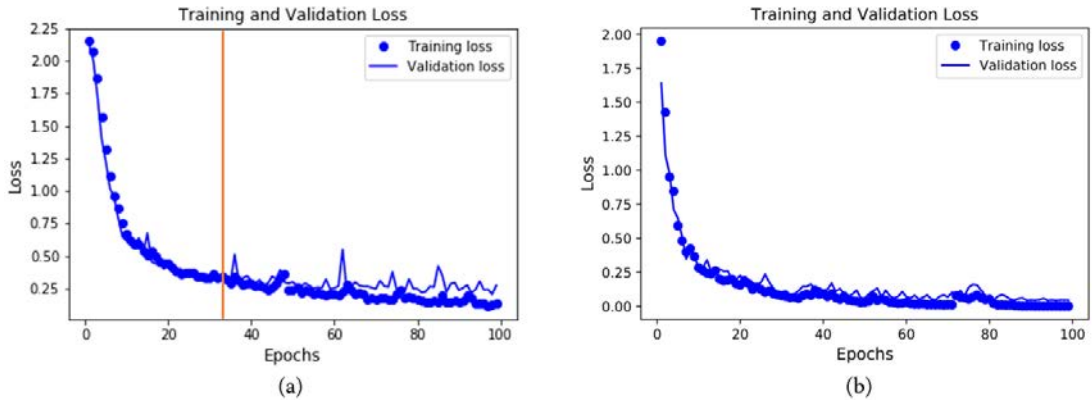 Training and Validation Loss
2.25
2.00
1.75
1.50
1.25
1.00
0.75
0.50
0.25
Loss
Training loss
Validation loss
0 20 40 60 80 100
Epochs
(a)
Training and Validation Loss
2.00
1.75
1.50
1.25
1.00
0.75
0.50
0.25
0.00
Loss
Training loss
Validation loss
0 20 40 60 80 100
Epochs
(b)